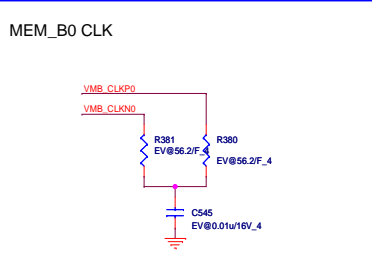 MEM_B0 CLK
VMB_CLKP0
VMB_CLKN0
R381
EV@56.2/F_4
R380
EV@56.2/F_4
C545
EV@0.01u/16V_4